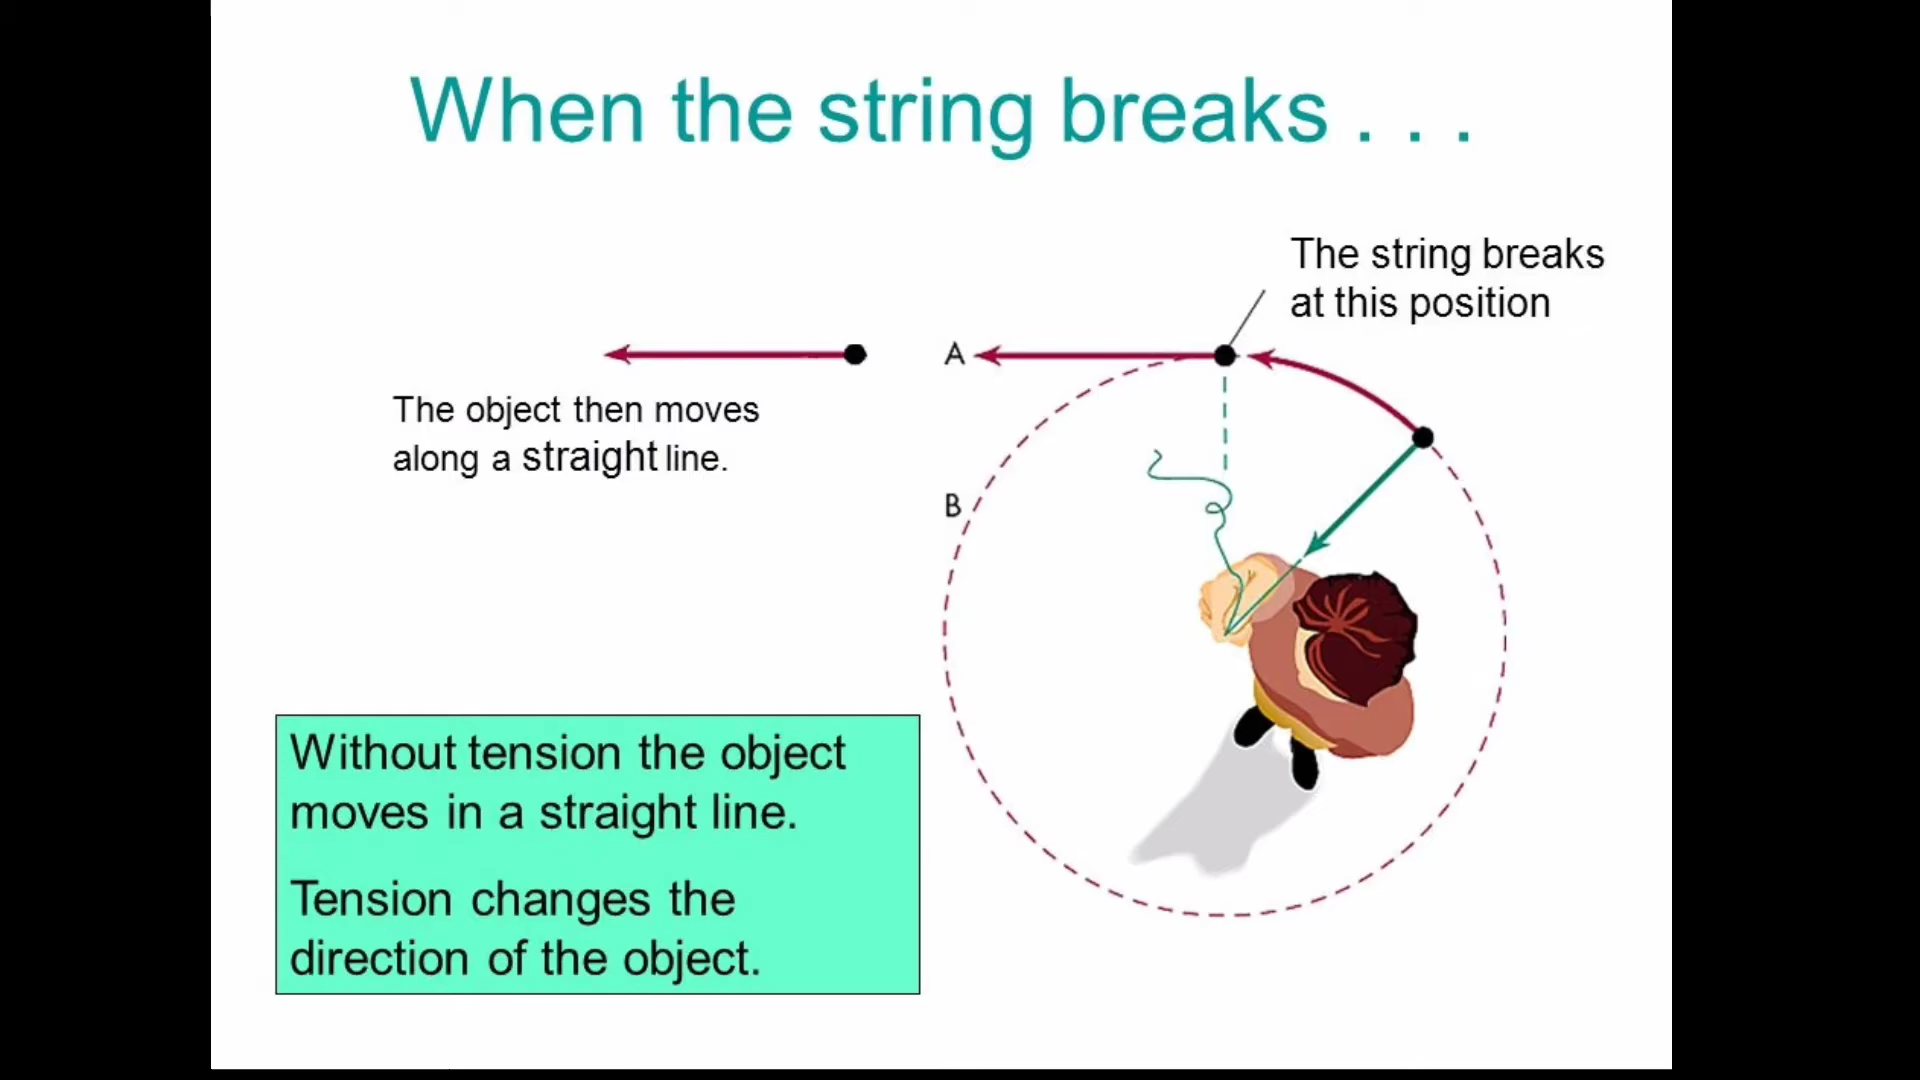 When the string breaks . . .
The string breaks
at this position
A
The object then moves
along a straight line.
B
Without tension the object
moves in a straight line.
Tension changes the
direction of the object.